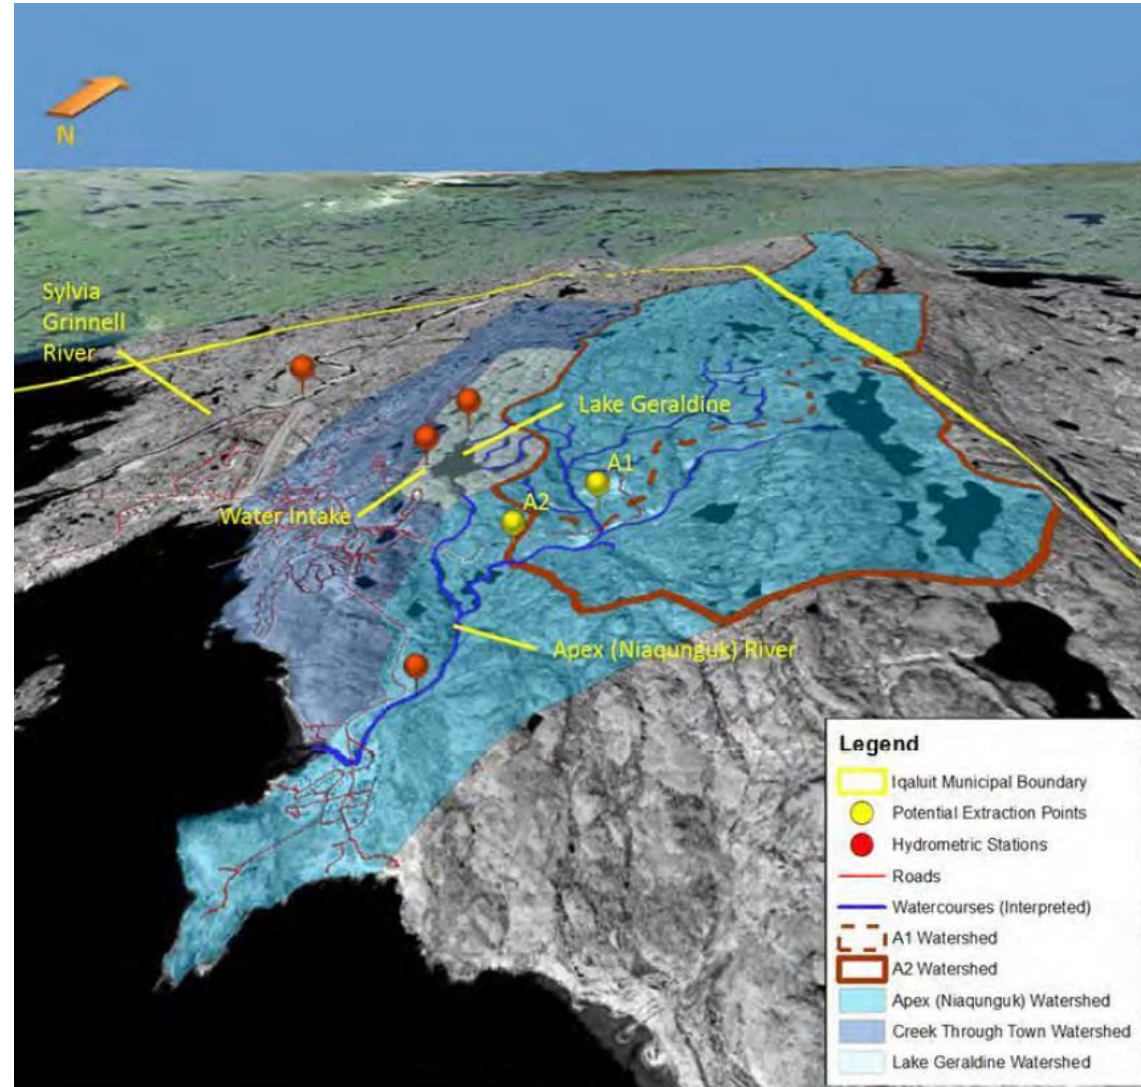 N
Sylvia
Grinnell
River
Lake Geraldine
A1
A2
Water Intake
Apex (Niaqunguk) River
Legend
Iqaluit Municipal Boundary
Potential Extraction Points
Hydrometric Stations
Roads
Watercourses (Interpreted)
A1 Watershed
A2 Watershed
Apex (Niaqunguk) Watershed
Creek Through Town Watershed
Lake Geraldine Watershed